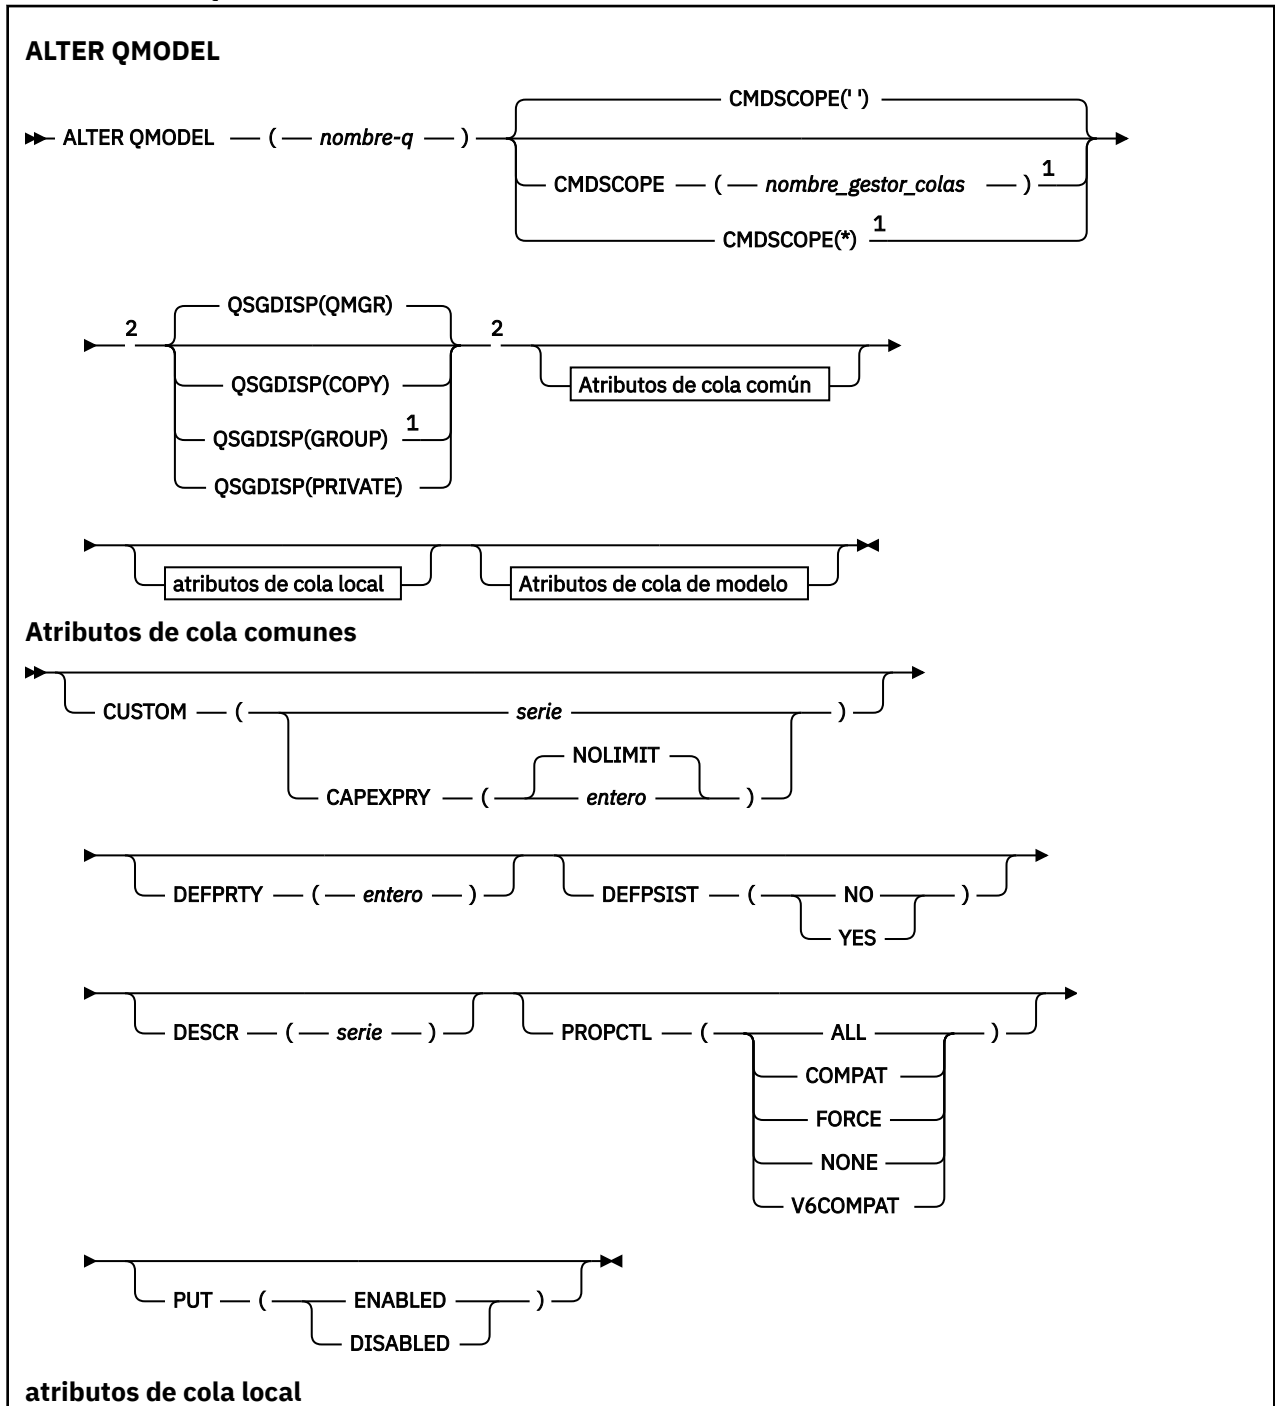 ALTER QMODEL
CMDSCOPE(' ')
ALTER QMODEL ( nombre-q )
CMDSCOPE ( nombre_gestor_colas ) 1
CMDSCOPE(*) 1
2 QSGDISP(QMGR) 2
QSGDISP(COPY)
Atributos de cola común
QSGDISP(GROUP) 1
QSGDISP(PRIVATE)
atributos de cola local
Atributos de cola de modelo
Atributos de cola comunes
CUSTOM ( serie )
NOLIMIT
CAPEXPRY ( entero )
DEFPRTY ( entero )
DEFPSIST ( NO )
YES
DESCR ( serie )
PROPCTL ( ALL )
COMPAT
FORCE
NONE
V6COMPAT
PUT ( ENABLED )
DISABLED
atributos de cola local